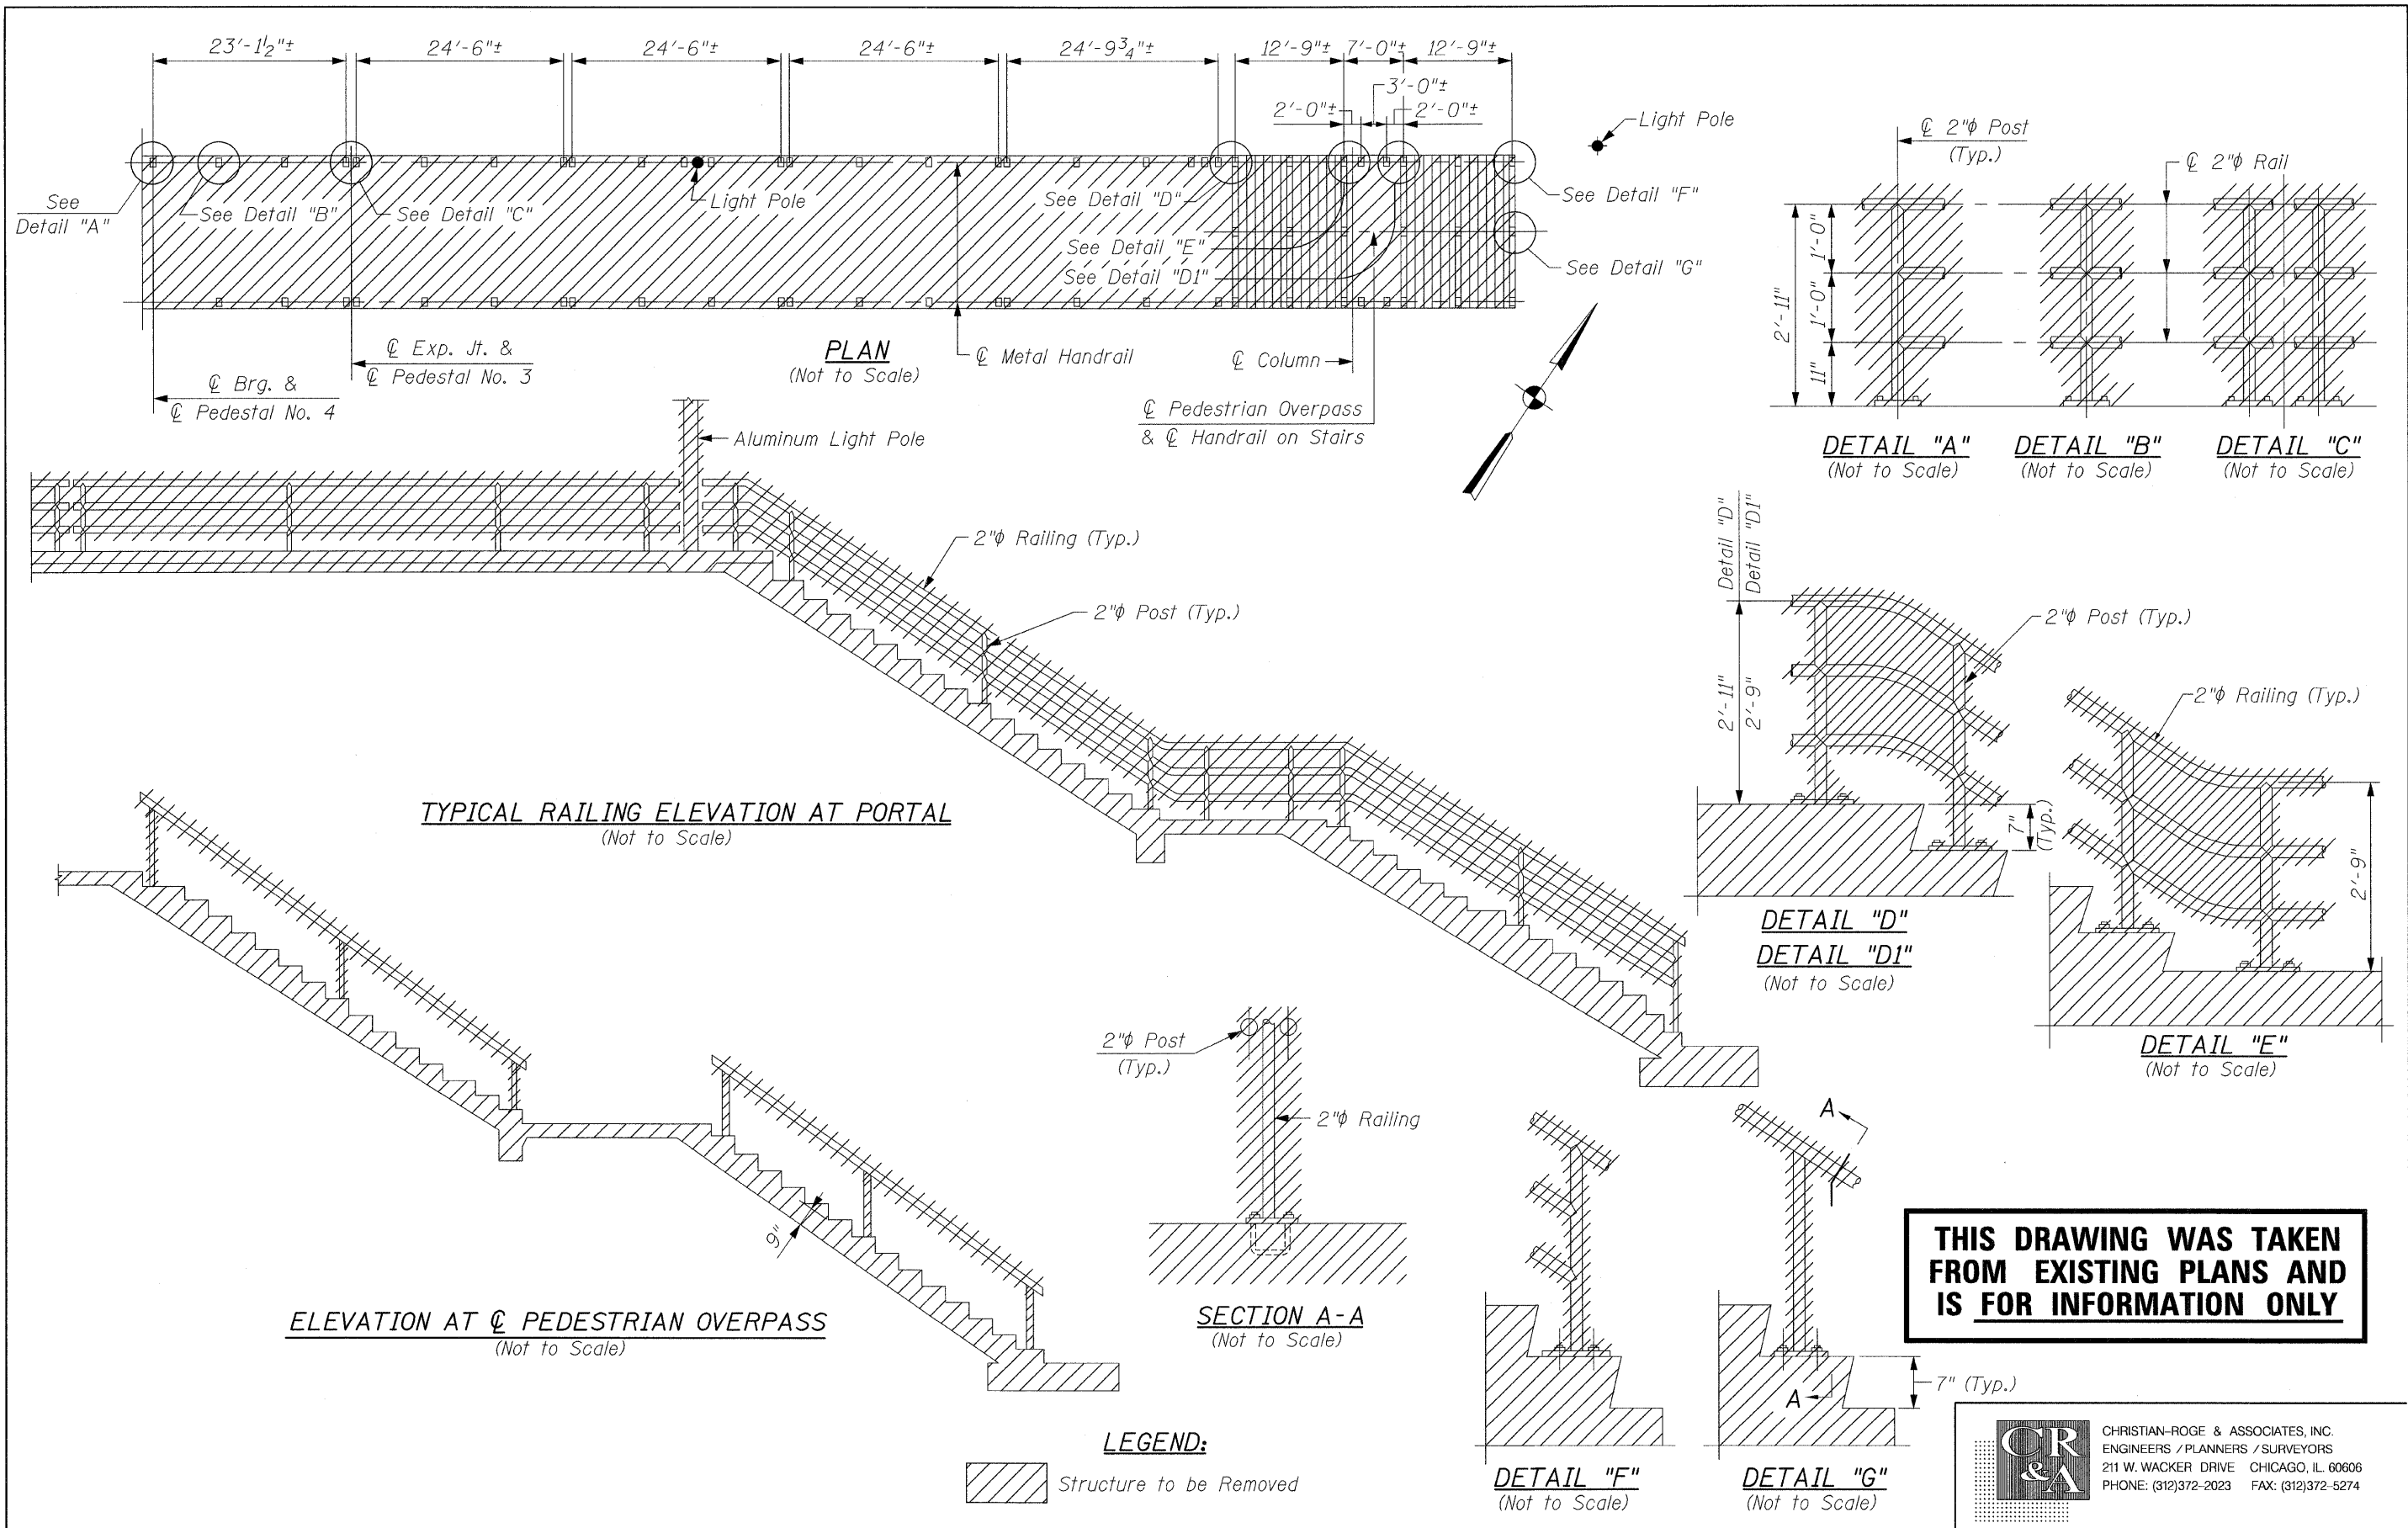 23'-1½"±
24'-6"±
24'-6"±
24'-6"±
24'-9¾"±
12'-9"±
7'-0"±
12'-9"±
3'-0"±
2'-0"±
2'-0"±
Light Pole
See
Detail "A"
See Detail "B"
See Detail "C"
Light Pole
See Detail "D"
See Detail "E"
See Detail "D1"
See Detail "F"
See Detail "G"
℄ Brg. &
℄ Pedestal No. 4
℄ Exp. Jt. &
℄ Pedestal No. 3
PLAN
(Not to Scale)
℄ Metal Handrail
℄ Column
℄ Pedestrian Overpass
& ℄ Handrail on Stairs
℄ 2"φ Post
(Typ.)
℄ 2"φ Rail
2'-11"
1'-0"
1'-0"
11"
DETAIL "A"
(Not to Scale)
DETAIL "B"
(Not to Scale)
DETAIL "C"
(Not to Scale)
Aluminum Light Pole
2"φ Railing (Typ.)
2"φ Post (Typ.)
TYPICAL RAILING ELEVATION AT PORTAL
(Not to Scale)
Detail "D"
Detail "D1"
2'-11"
2'-9"
2"φ Post (Typ.)
7"
(Typ.)
DETAIL "D"
DETAIL "D1"
(Not to Scale)
2"φ Railing (Typ.)
2'-9"
DETAIL "E"
(Not to Scale)
9"
ELEVATION AT ℄ PEDESTRIAN OVERPASS
(Not to Scale)
2"φ Post
(Typ.)
2"φ Railing
SECTION A-A
(Not to Scale)
DETAIL "F"
(Not to Scale)
A
A
7" (Typ.)
DETAIL "G"
(Not to Scale)
LEGEND:
Structure to be Removed
THIS DRAWING WAS TAKEN
FROM EXISTING PLANS AND
IS FOR INFORMATION ONLY
CR
&A
CHRISTIAN-ROGE & ASSOCIATES, INC.
ENGINEERS / PLANNERS / SURVEYORS
211 W. WACKER DRIVE CHICAGO, IL. 60606
PHONE: (312)372-2023 FAX: (312)372-5274